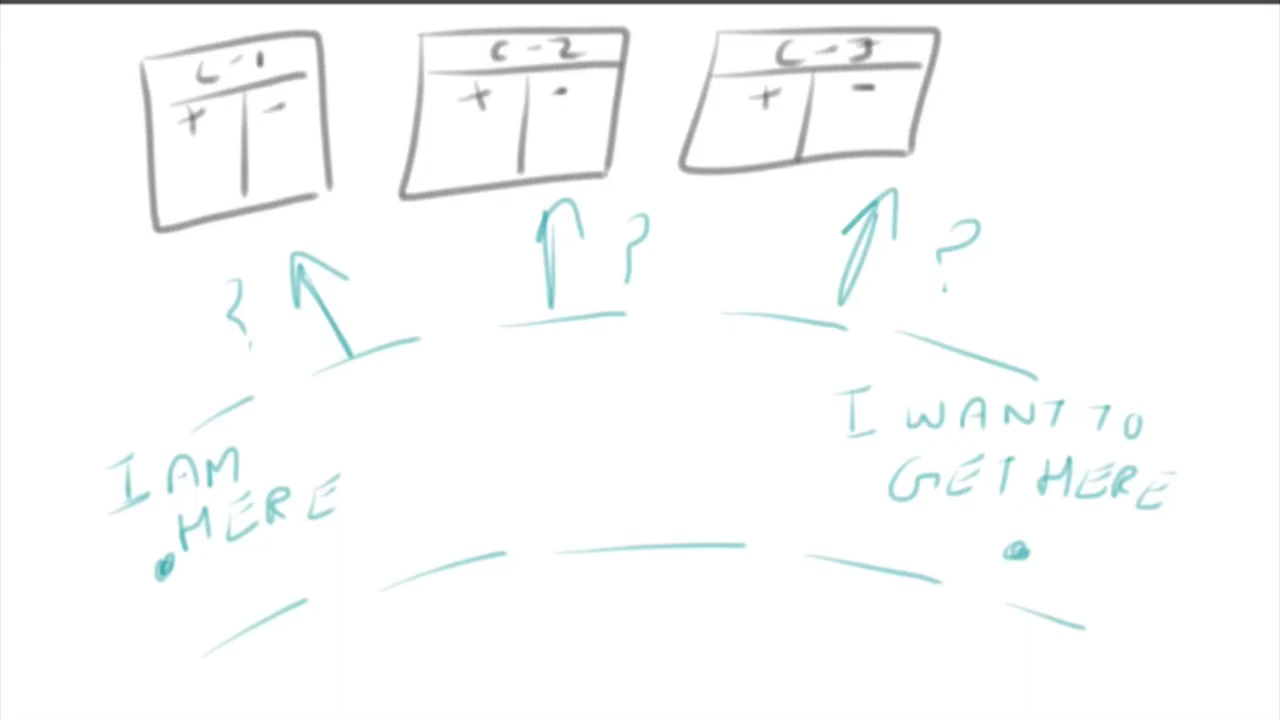 C-1
+ -
C-2
+ -
C-3
+ -
?
?
?
I AM
HERE
I WANT TO
GET HERE